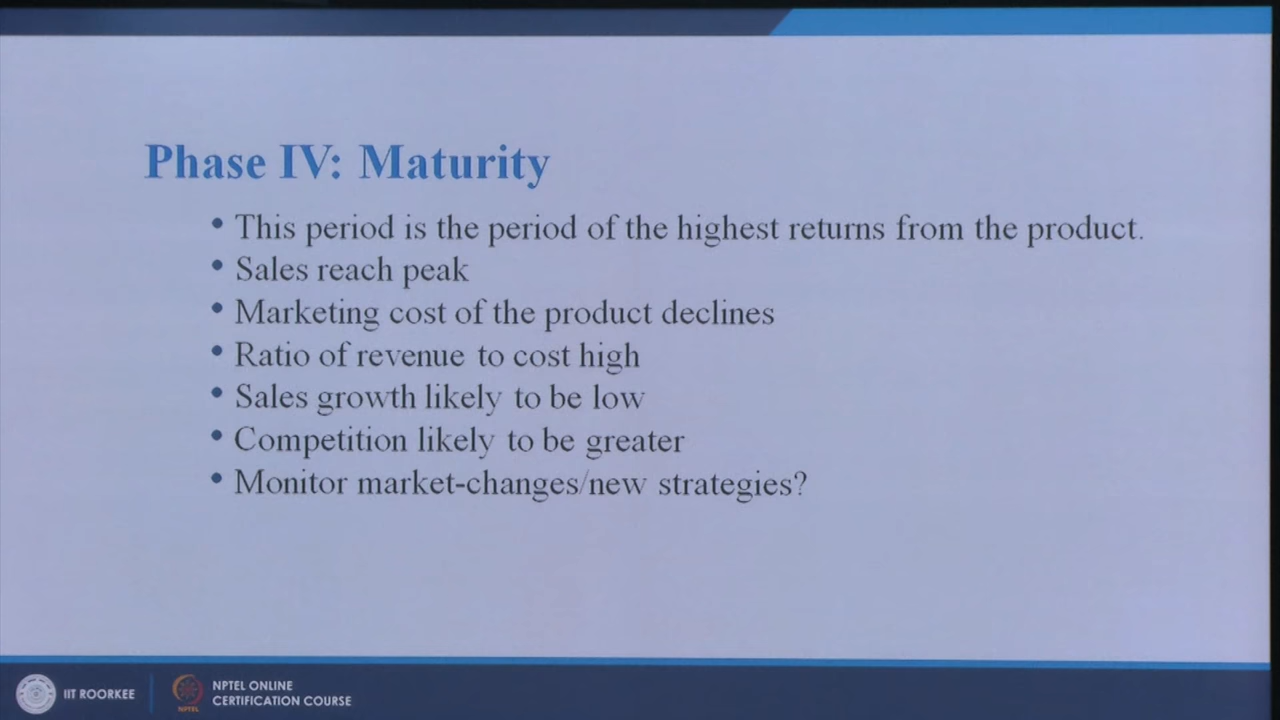 Phase IV: Maturity
• This period is the period of the highest returns from the product.
• Sales reach peak
• Marketing cost of the product declines
• Ratio of revenue to cost high
• Sales growth likely to be low
• Competition likely to be greater
• Monitor market-changes/new strategies?
IIT ROORKEE
NPTEL ONLINE
CERTIFICATION COURSE
NPTEL